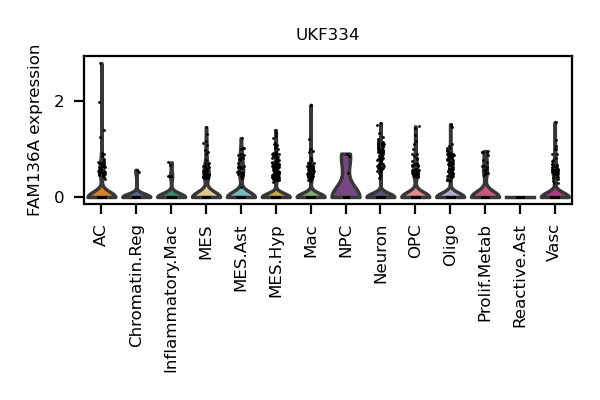 UKF334
FAM136A expression
2
0
AC
Chromatin.Reg
Inflammatory.Mac
MES
MES.Ast
MES.Hyp
Mac
NPC
Neuron
OPC
Oligo
Prolif.Metab
Reactive.Ast
Vasc